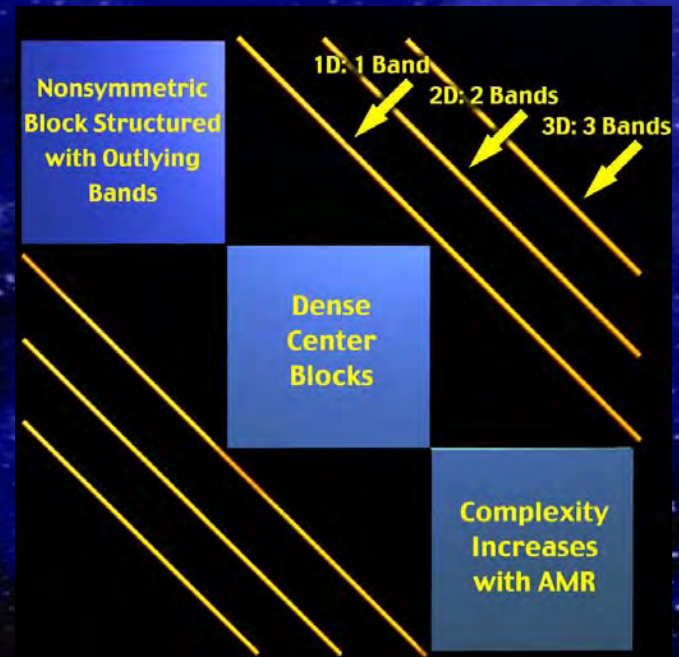 Nonsymmetric
Block Structured
with Outlying
Bands
1D: 1 Band
2D: 2 Bands
3D: 3 Bands
Dense
Center
Blocks
Complexity
Increases
with AMR